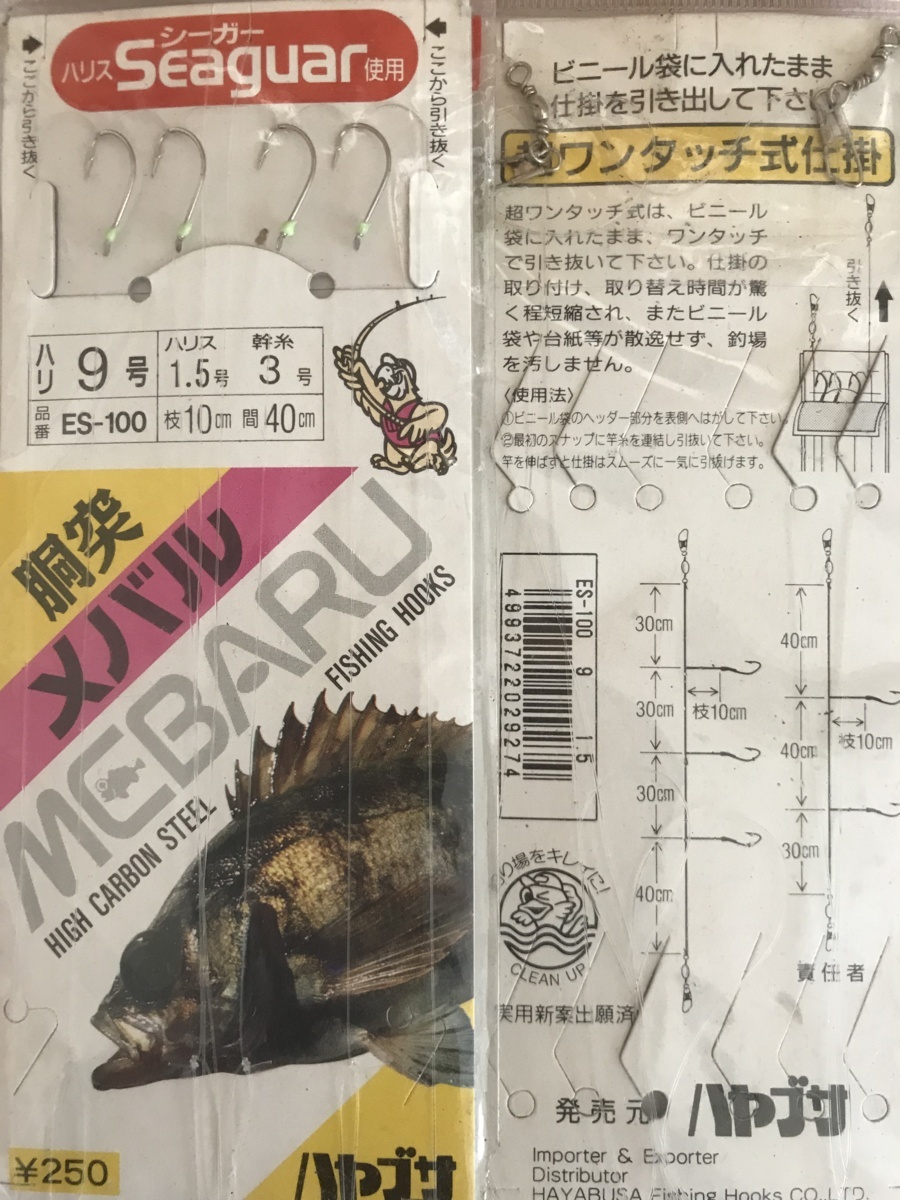 ここから引き抜く
シーガー
ハリス Seaguar 使用
ここから引き抜く
ハリ 9号
ハリス 1.5号
幹糸 3号
品番 ES-100
枝10cm 間40cm
胴突
メバル
MEBARU
FISHING HOOKS
HIGH CARBON STEEL
¥250
ハヤブサ
ビニール袋に入れたまま
仕掛を引き出して下さい
超ワンタッチ式仕掛
超ワンタッチ式は、ビニール
袋に入れたまま、ワンタッチ
で引き抜いて下さい。仕掛の
取り付け、取り替え時間が驚
く程短縮され、またビニール
袋や台紙等が散逸せず、釣場
を汚しません。
引き抜く
〈使用法〉
①ビニール袋のヘッダー部分を表側へはがして下さい。
②最初のスナップに竿糸を連結し引抜いて下さい。
竿を伸ばすと仕掛はスムーズに一気に引抜けます。
ES-100 9 1.5
4993722029274
30cm
30cm
枝10cm
30cm
40cm
40cm
40cm
枝10cm
30cm
り場をキレイに!
CLEAN UP
責任者
実用新案出願済
発売元 ハヤブサ
Importer & Exporter
Distributor
HAYABUSA Fishing Hooks CO.,LTD.